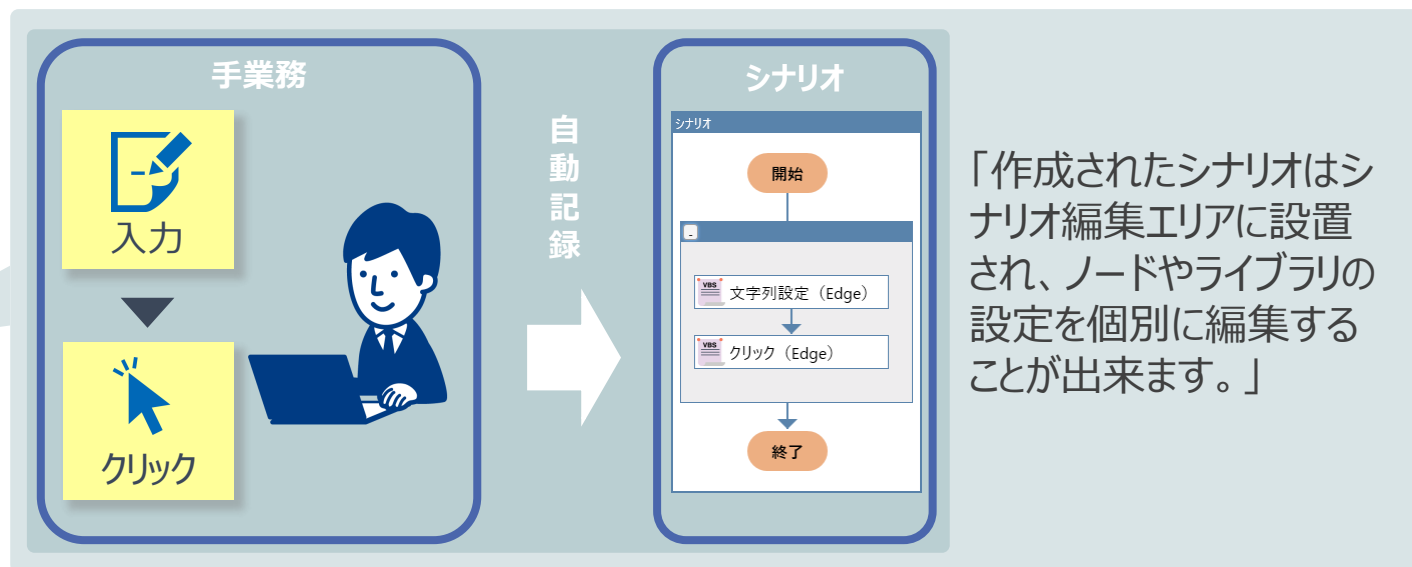 手業務
入力
クリック
自動記録
シナリオ
シナリオ
開始
-
VBS
文字列設定（Edge）
VBS
クリック（Edge）
終了
「作成されたシナリオはシ
ナリオ編集エリアに設置
され、ノードやライブラリの
設定を個別に編集する
ことが出来ます。」